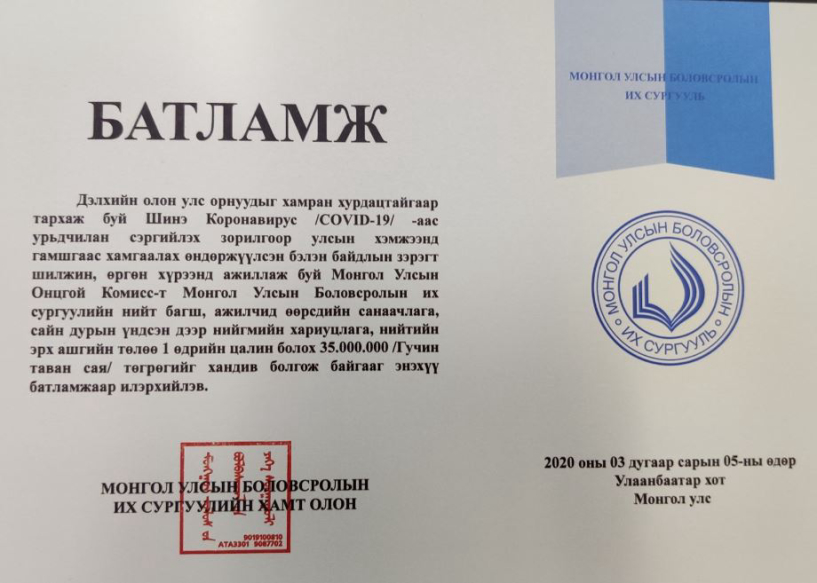 МОНГОЛ УЛСЫН БОЛОВСРОЛЫН
ИХ СУРГУУЛЬ
БАТЛАМЖ
Дэлхийн олон улс орнуудыг хамран хурдацтайгаар
тархаж буй Шинэ Коронавирус /COVID-19/ -аас
урьдчилан сэргийлэх зорилгоор улсын хэмжээнд
гамшгаас хамгаалах өндөржүүлсэн бэлэн байдлын зэрэгт
шилжин, өргөн хүрээнд ажиллаж буй Монгол Улсын
Онцгой Комисс-т Монгол Улсын Боловсролын их
сургуулийн нийт багш, ажилчид өөрсдийн санаачлага,
сайн дурын үндсэн дээр нийгмийн хариуцлага, нийтийн
эрх ашгийн төлөө 1 өдрийн цалин болох 35.000.000 /Гучин
таван сая/ төгрөгийг хандив болгож байгааг энэхүү
батламжаар илэрхийлэв.
МОНГОЛ УЛСЫН БОЛОВСРОЛЫН
ИХ СУРГУУЛЬ
МОНГОЛ УЛСЫН БОЛОВСРОЛЫН
ИХ СУРГУУЛИЙН ХАМТ ОЛОН
9019100810
АТА3301 9087702
2020 оны 03 дугаар сарын 05-ны өдөр
Улаанбаатар хот
Монгол улс